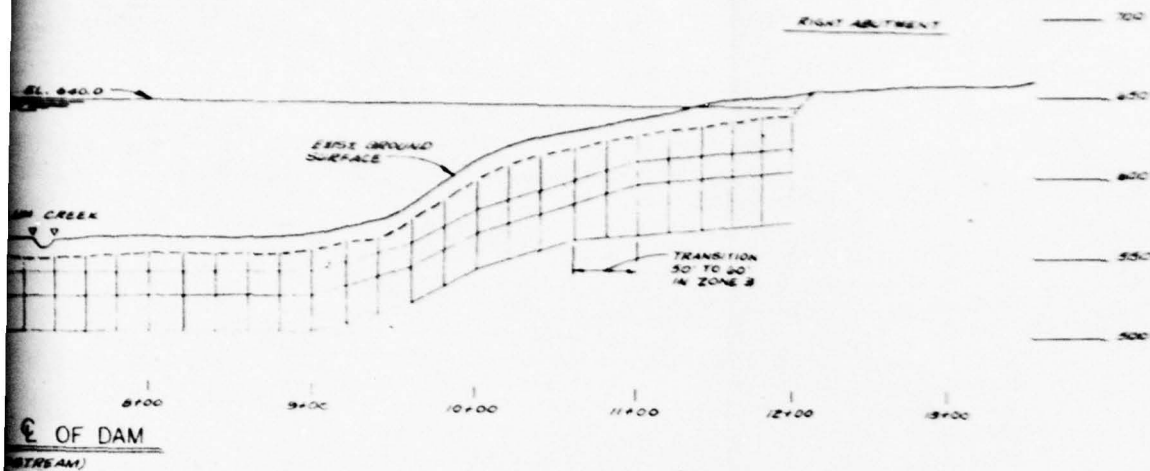 RIGHT ABUTMENT
700
EL. 640.0
650
EXIST. GROUND
SURFACE
600
CREEK
550
TRANSITION
50' TO 60'
IN ZONE 3
500
8+00
9+00
10+00
11+00
12+00
13+00
℄ OF DAM
STREAM)